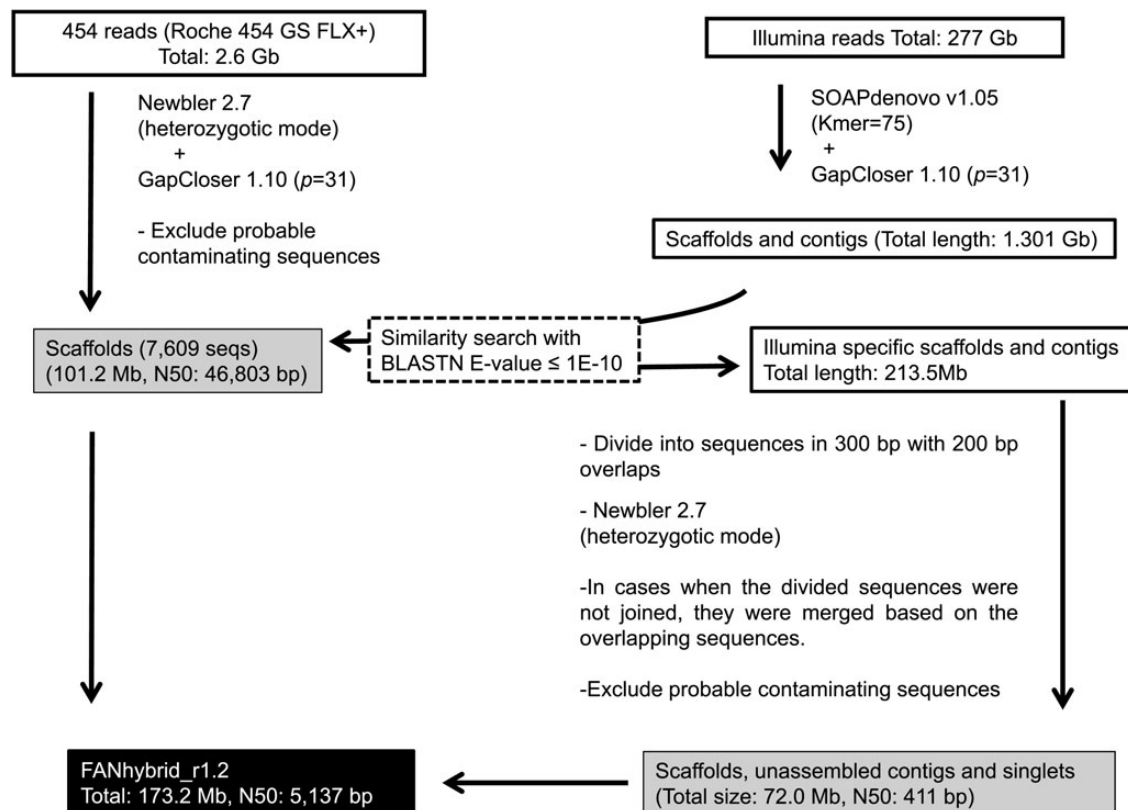 454 reads (Roche 454 GS FLX+)
Total: 2.6 Gb
Illumina reads Total: 277 Gb
Newbler 2.7
(heterozygotic mode)
+
GapCloser 1.10 (p=31)
- Exclude probable
contaminating sequences
SOAPdenovo v1.05
(Kmer=75)
+
GapCloser 1.10 (p=31)
Scaffolds and contigs (Total length: 1.301 Gb)
Scaffolds (7,609 seqs)
(101.2 Mb, N50: 46,803 bp)
Similarity search with
BLASTN E-value ≤ 1E-10
Illumina specific scaffolds and contigs
Total length: 213.5Mb
- Divide into sequences in 300 bp with 200 bp
overlaps
- Newbler 2.7
(heterozygotic mode)
-In cases when the divided sequences were
not joined, they were merged based on the
overlapping sequences.
-Exclude probable contaminating sequences
FANhybrid_r1.2
Total: 173.2 Mb, N50: 5,137 bp
Scaffolds, unassembled contigs and singlets
(Total size: 72.0 Mb, N50: 411 bp)